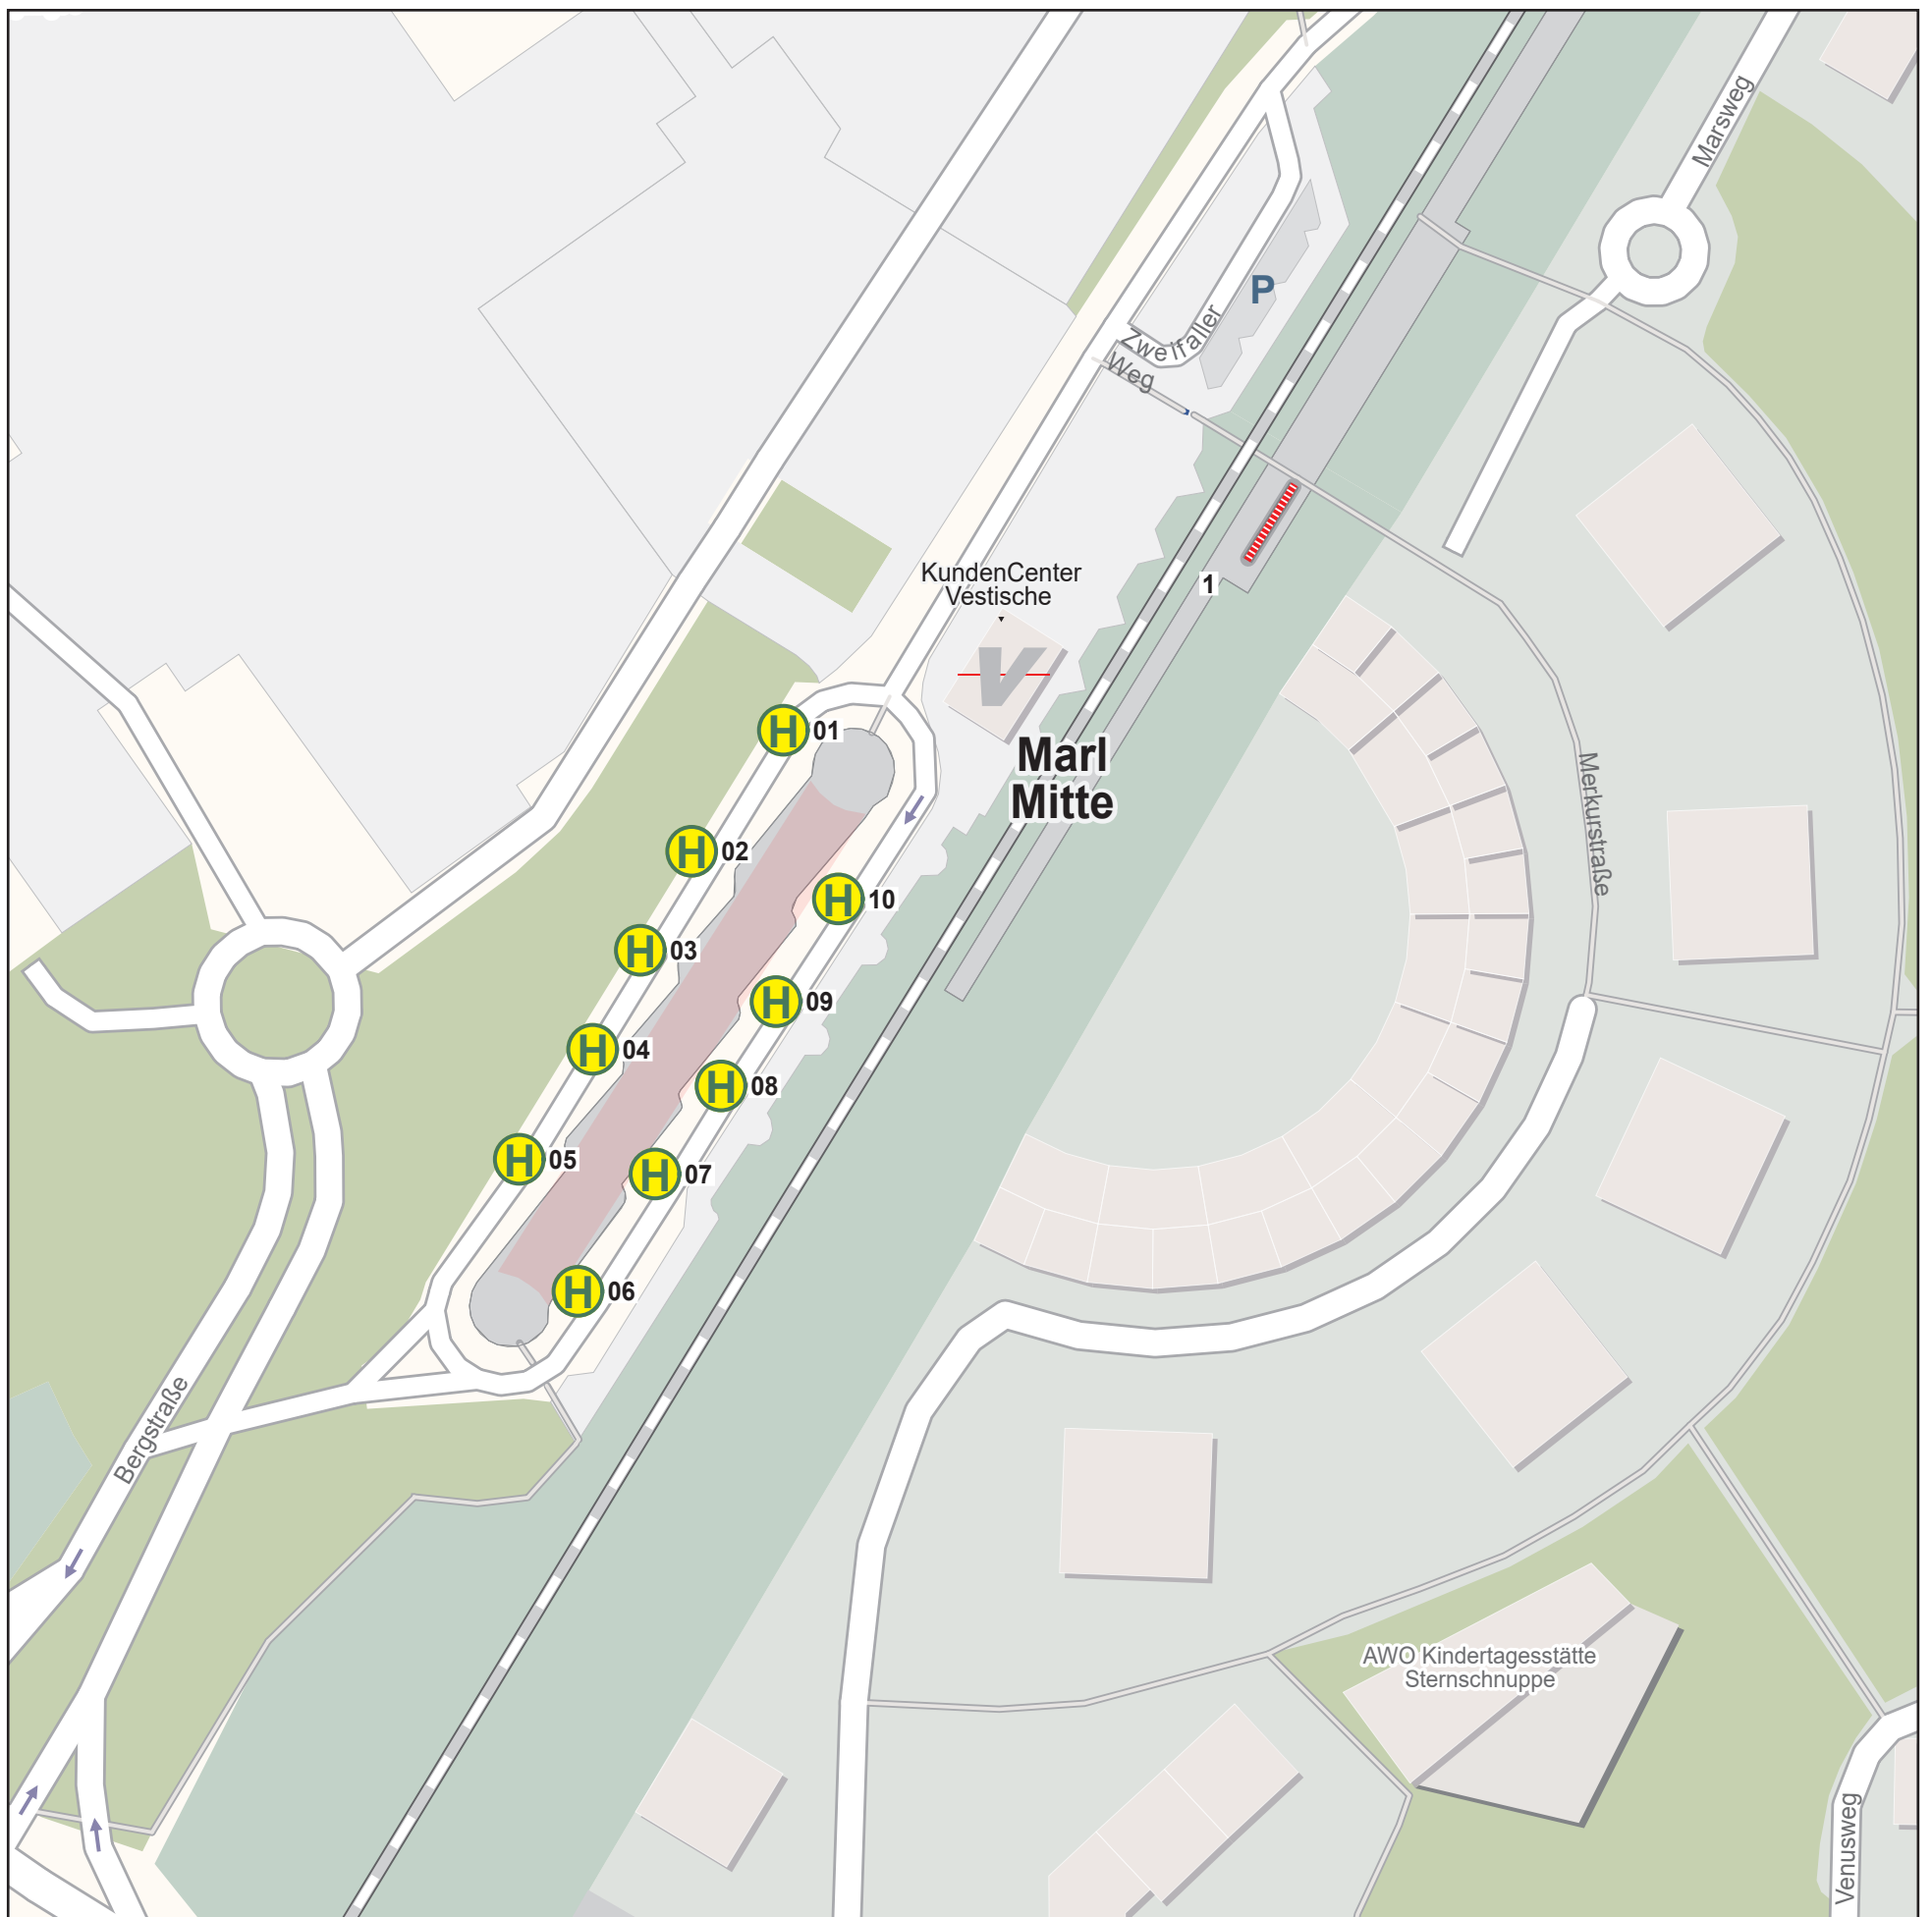 Marsweg
P
Zweifaller
Weg
KundenCenter
Vestische
1
V
Marl
Mitte
H 01
H 02
H 10
H 03
H 09
H 04
H 08
H 05
H 07
H 06
Merkurstraße
Bergstraße
AWO Kindertagesstätte
Sternschnuppe
Venusweg